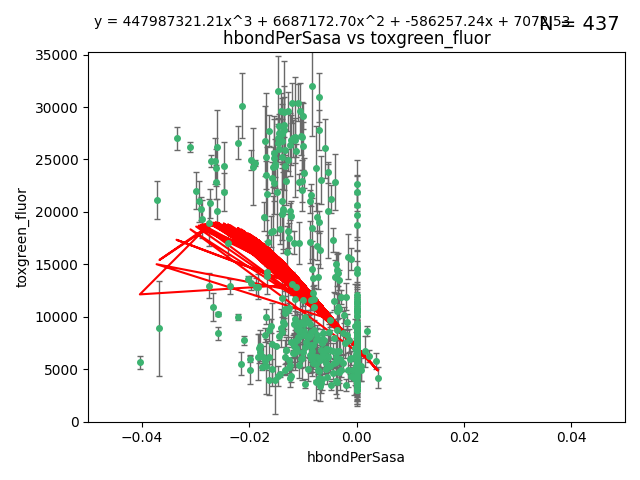 y = 447987321.21x^3 + 6687172.70x^2 + -586257.24x + 7072.53
N = 437
hbondPerSasa vs toxgreen_fluor
35000
30000
25000
20000
15000
10000
5000
0
toxgreen_fluor
−0.04 −0.02 0.00 0.02 0.04
hbondPerSasa